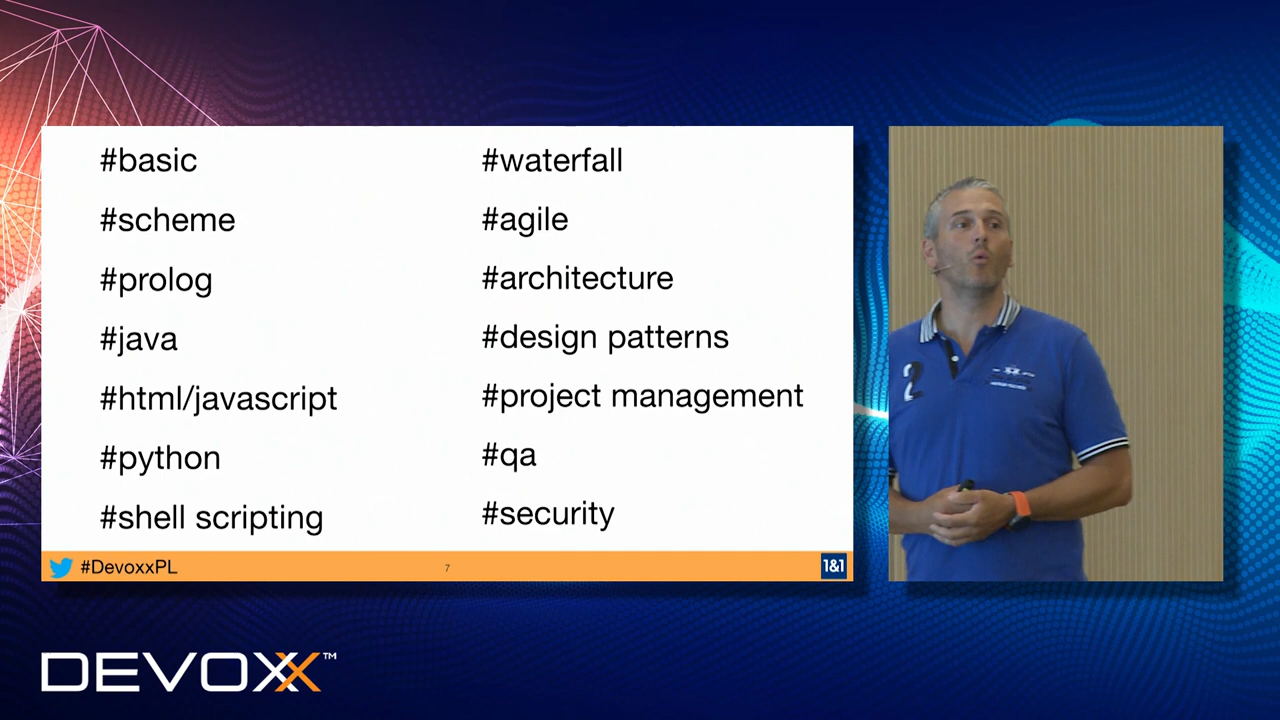 #basic
#scheme
#prolog
#java
#html/javascript
#python
#shell scripting
#waterfall
#agile
#architecture
#design patterns
#project management
#qa
#security
#DevoxxPL
7
1&1
2
DEVOXX™